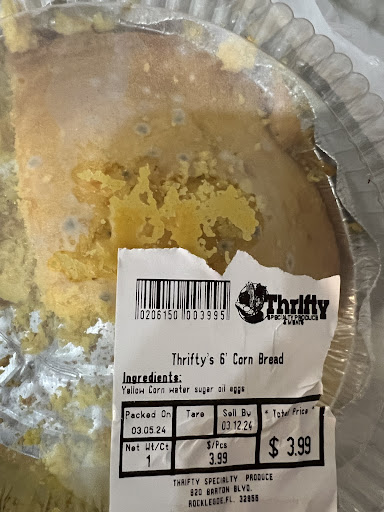 0206150 003995
Thrifty
SPECIALTY PRODUCE
& MEATS
Thrifty's 6' Corn Bread
Ingredients:
Yellow Corn water sugar oil eggs
Packed On Tare Sell By * Total Price *
03.05.24 03.12.24 $ 3.99
Net Wt/Ct $/Pcs
1 3.99
THRIFTY SPECIALTY PRODUCE
820 BARTON BLVD.
ROCKLEDGE,FL. 32955